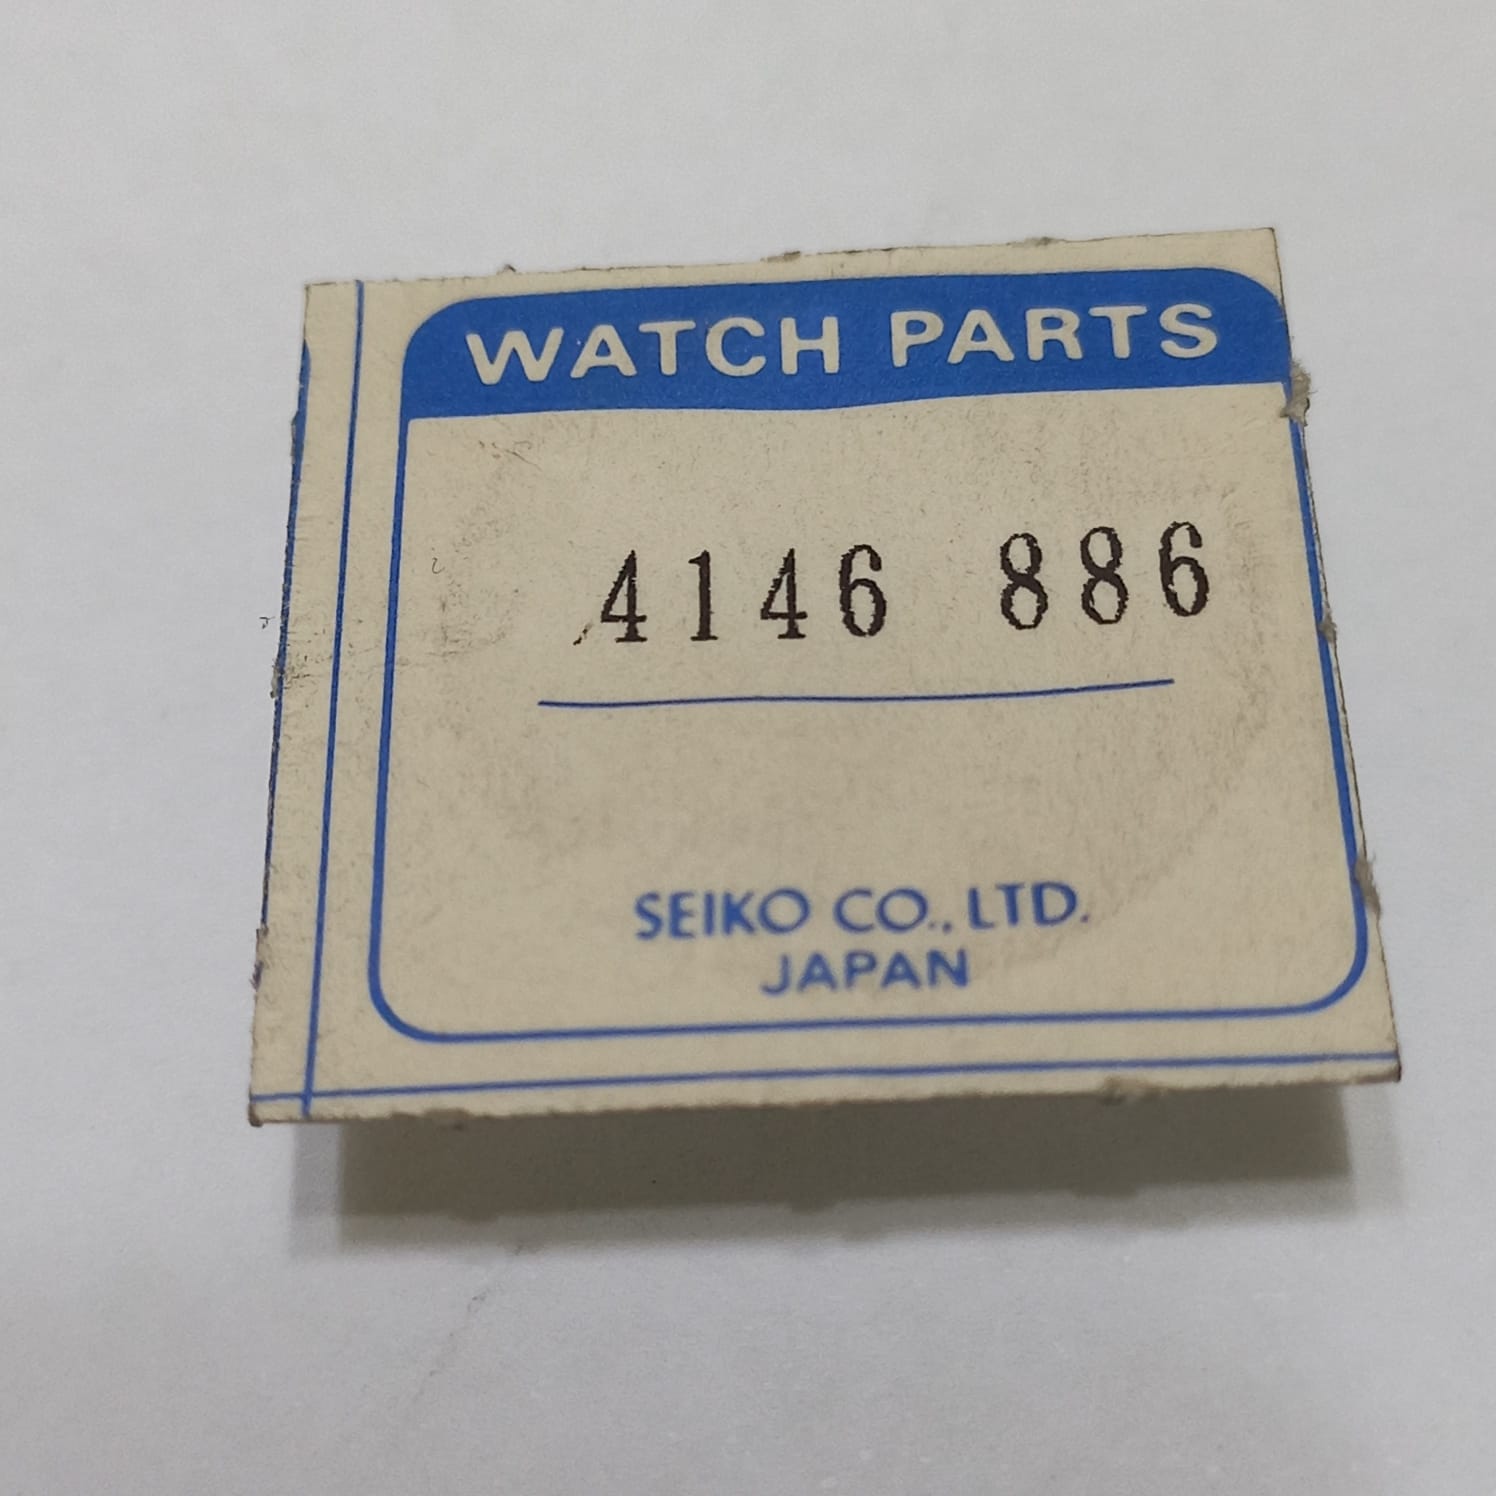 WATCH PARTS
4146 886
SEIKO CO., LTD.
JAPAN